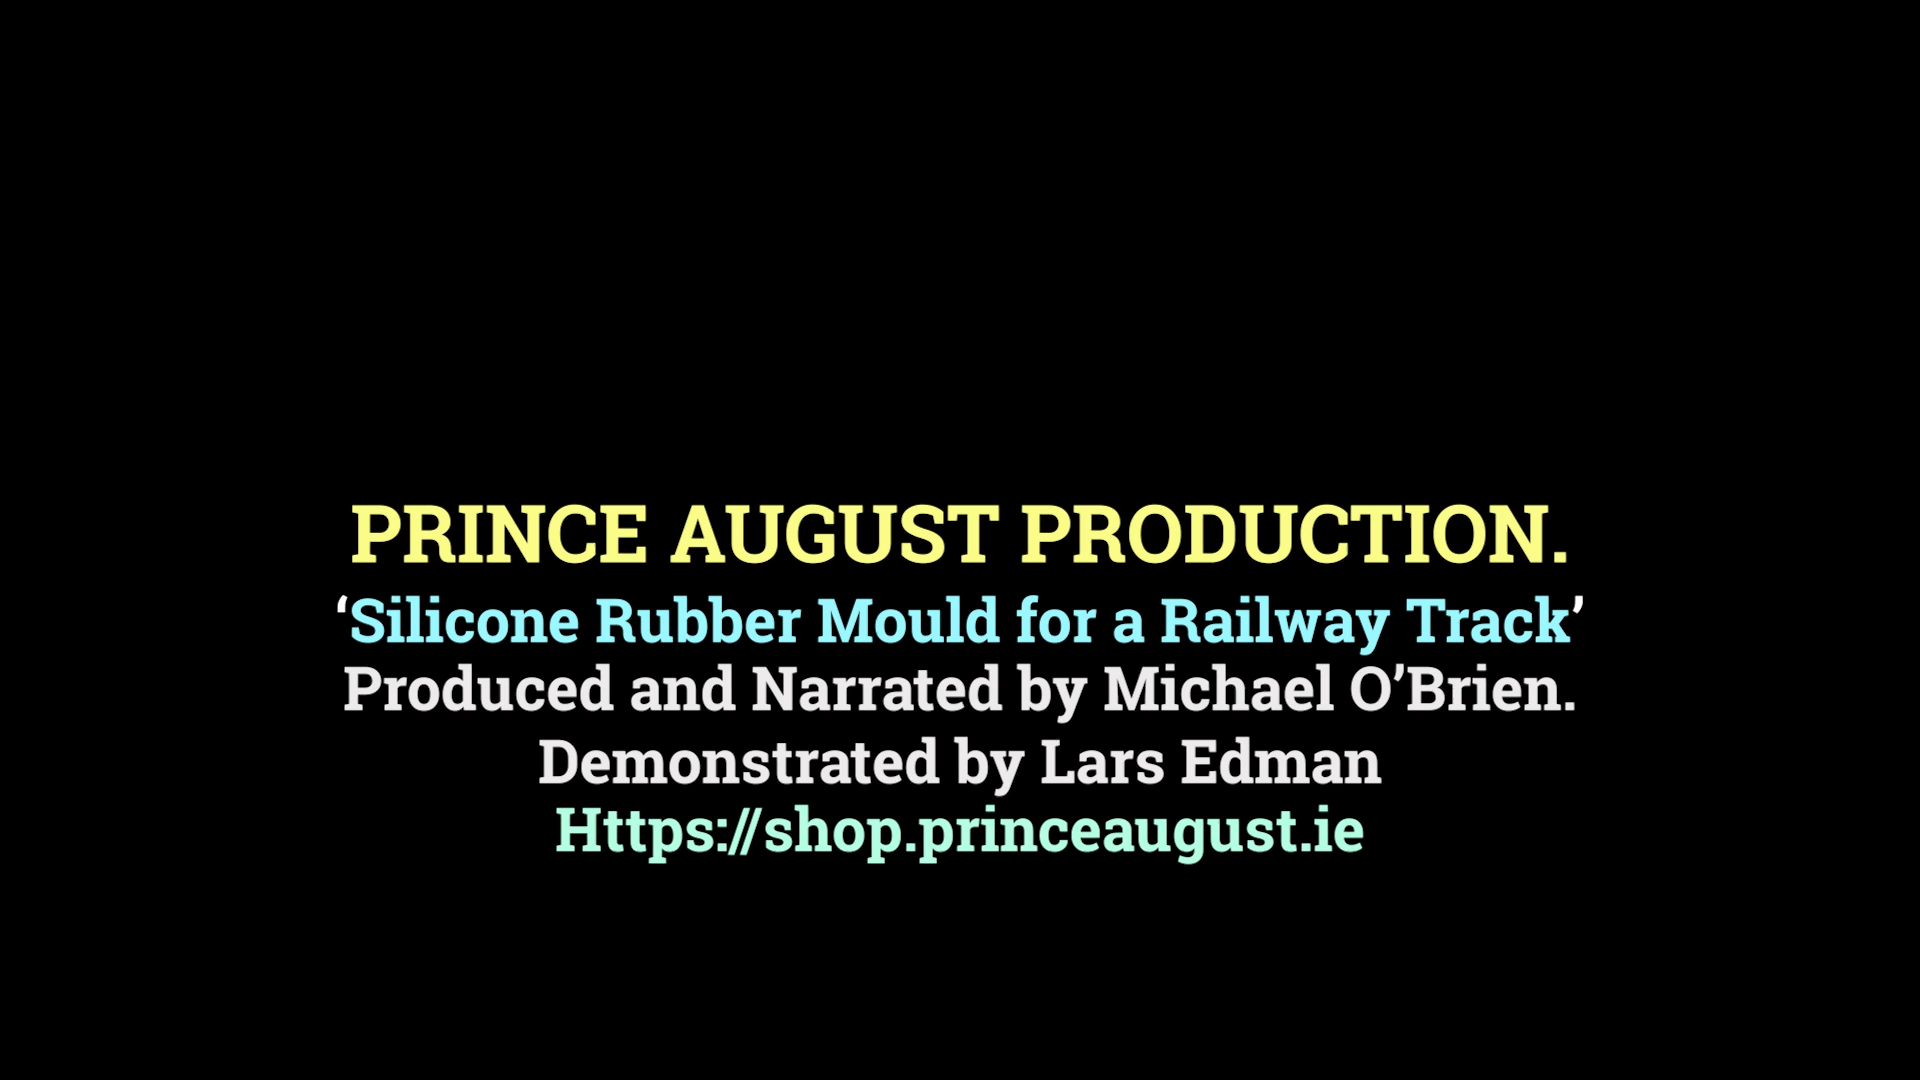 PRINCE AUGUST PRODUCTION.
‘Silicone Rubber Mould for a Railway Track’
Produced and Narrated by Michael O’Brien.
Demonstrated by Lars Edman
Https://shop.princeaugust.ie